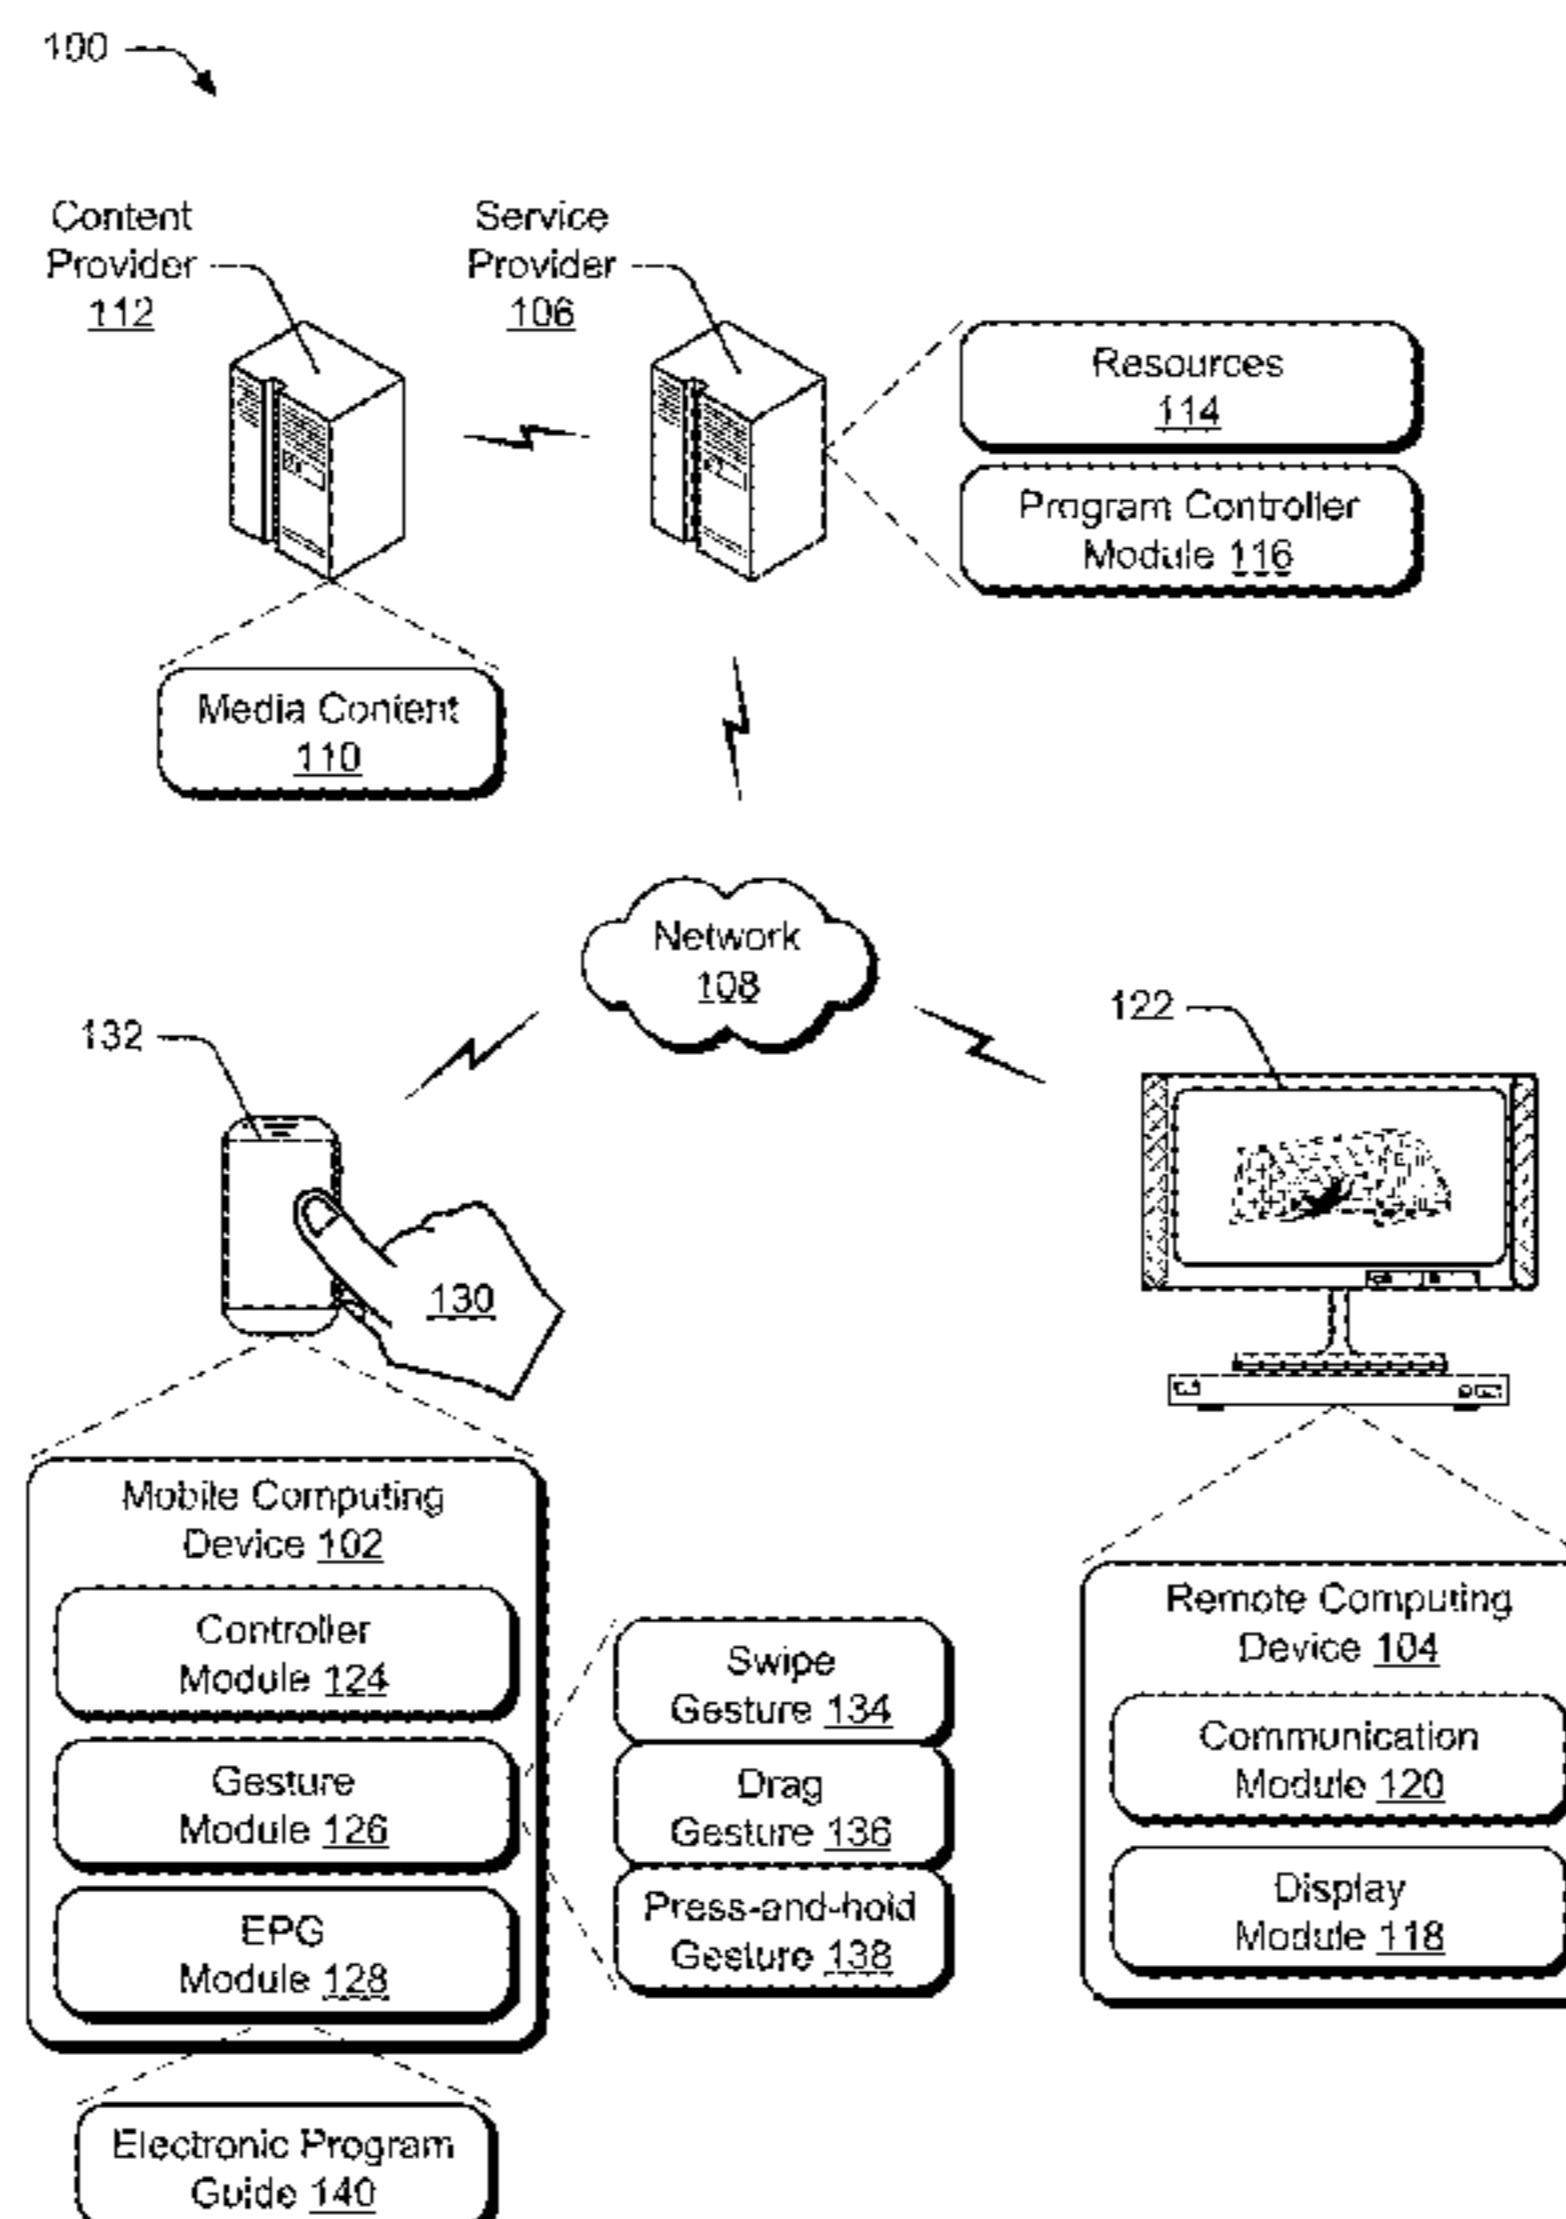 100
Content
Provider
112
Service
Provider
106
Resources
114
Program Controller
Module 116
Media Content
110
Network
108
132
122
130
Mobile Computing
Device 102
Controller
Module 124
Gesture
Module 126
EPG
Module 128
Swipe
Gesture 134
Drag
Gesture 136
Press-and-hold
Gesture 138
Remote Computing
Device 104
Communication
Module 120
Display
Module 118
Electronic Program
Guide 140